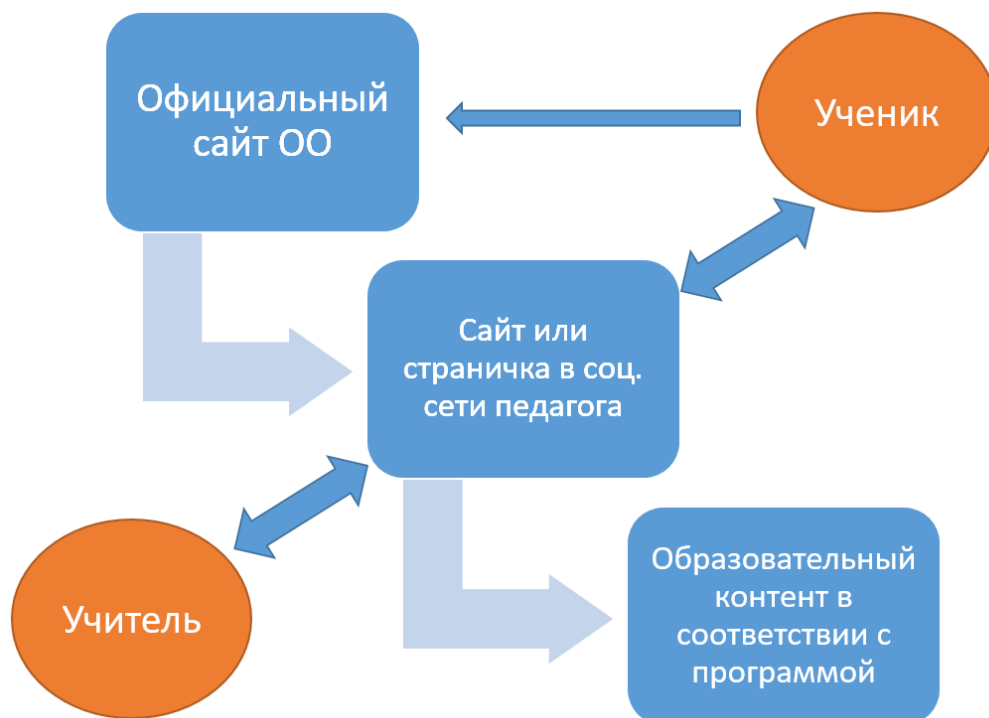 Официальный
сайт ОО
Ученик
Сайт или
страничка в соц.
сети педагога
Учитель
Образовательный
контент в
соответствии с
программой